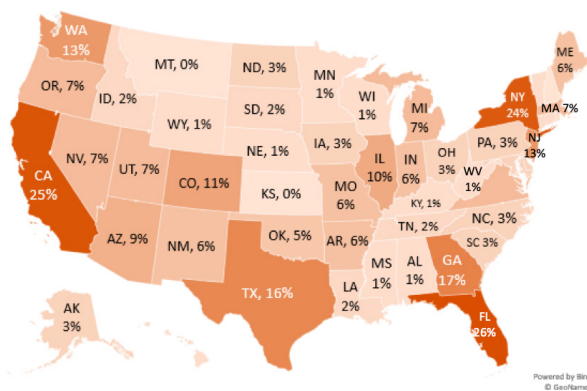 WA
13%
MT, 0%
ND, 3%
MN
1%
ME
6%
OR, 7%
ID, 2%
SD, 2%
WI
1%
MI
7%
NY
24%
MA 7%
WY, 1%
IA, 3%
PA, 3%
NJ
13%
NE, 1%
OH
3%
NV, 7%
UT, 7%
CO, 11%
IL
10%
IN
6%
WV
1%
CA
25%
KS, 0%
MO
6%
KY, 1%
NC, 3%
TN, 2%
AZ, 9%
NM, 6%
OK, 5%
AR, 6%
SC 3%
MS
1%
AL
1%
GA
17%
TX, 16%
LA
2%
AK
3%
FL
26%
Powered by Bin
© GeoName